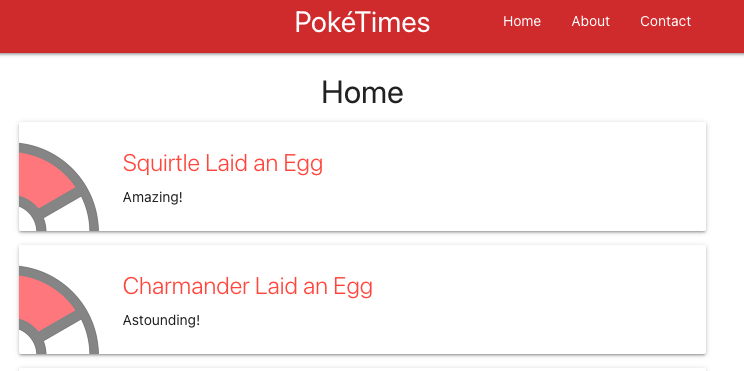 PokéTimes
Home About Contact
Home
Squirtle Laid an Egg
Amazing!
Charmander Laid an Egg
Astounding!